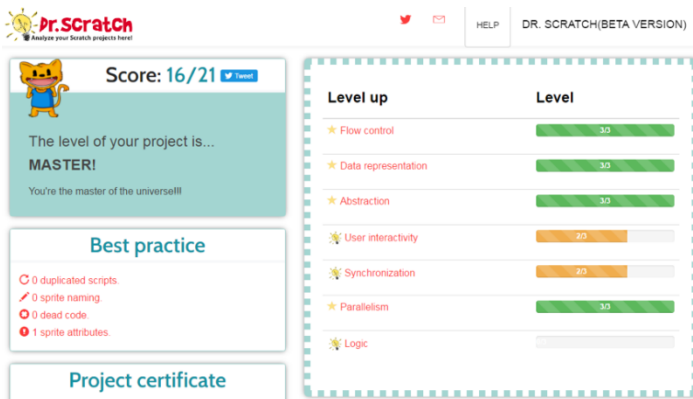 Dr.Scratch
Analyze your Scratch projects here!
HELP
DR. SCRATCH(BETA VERSION)
Score: 16/21 Tweet
The level of your project is...
MASTER!
You're the master of the universe!!!
Best practice
0 duplicated scripts.
0 sprite naming.
0 dead code.
1 sprite attributes.
Project certificate
Level up Level
Flow control 3/3
Data representation 3/3
Abstraction 3/3
User interactivity 2/3
Synchronization 2/3
Parallelism 3/3
Logic